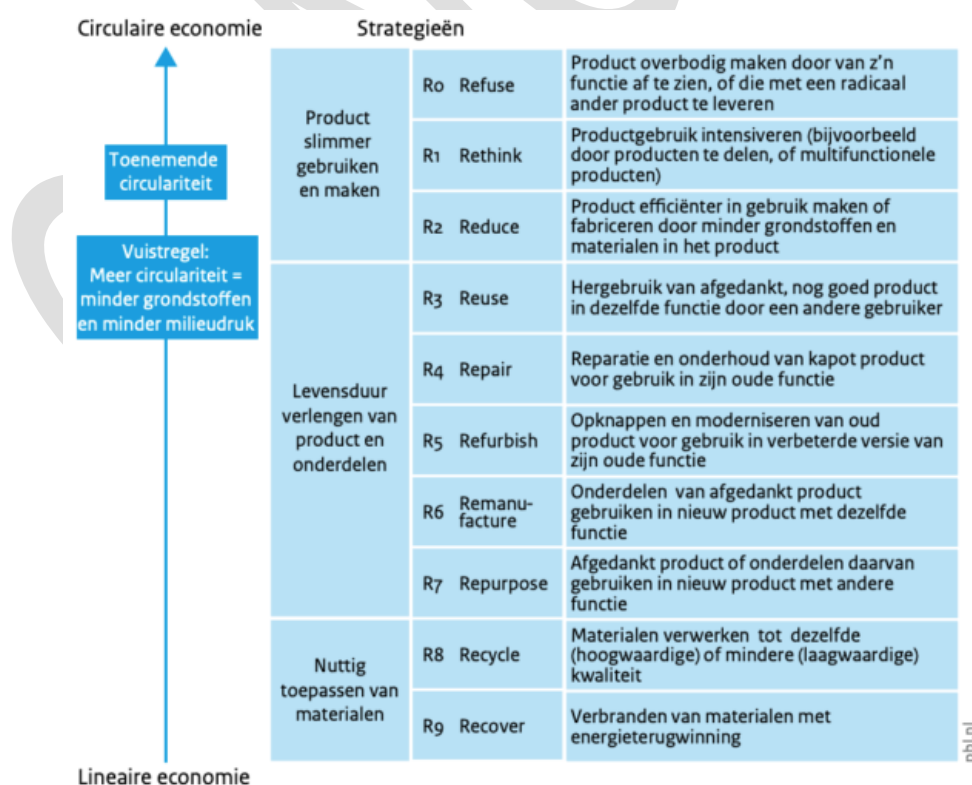 Circulaire economie
Strategieën
Toenemende
circulariteit
Vuistregel:
Meer circulariteit =
minder grondstoffen
en minder milieudruk
Lineaire economie
Product
slimmer
gebruiken
en maken
R0 Refuse
Product overbodig maken door van z'n
functie af te zien, of die met een radicaal
ander product te leveren
R1 Rethink
Productgebruik intensiveren (bijvoorbeeld
door producten te delen, of multifunctionele
producten)
R2 Reduce
Product efficiënter in gebruik maken of
fabriceren door minder grondstoffen en
materialen in het product
Levensduur
verlengen van
product en
onderdelen
R3 Reuse
Hergebruik van afgedankt, nog goed product
in dezelfde functie door een andere gebruiker
R4 Repair
Reparatie en onderhoud van kapot product
voor gebruik in zijn oude functie
R5 Refurbish
Opknappen en moderniseren van oud
product voor gebruik in verbeterde versie van
zijn oude functie
R6 Remanu-
facture
Onderdelen van afgedankt product
gebruiken in nieuw product met dezelfde
functie
R7 Repurpose
Afgedankt product of onderdelen daarvan
gebruiken in nieuw product met andere
functie
Nuttig
toepassen van
materialen
R8 Recycle
Materialen verwerken tot dezelfde
(hoogwaardige) of mindere (laagwaardige)
kwaliteit
R9 Recover
Verbranden van materialen met
energieterugwinning
pbl.nl